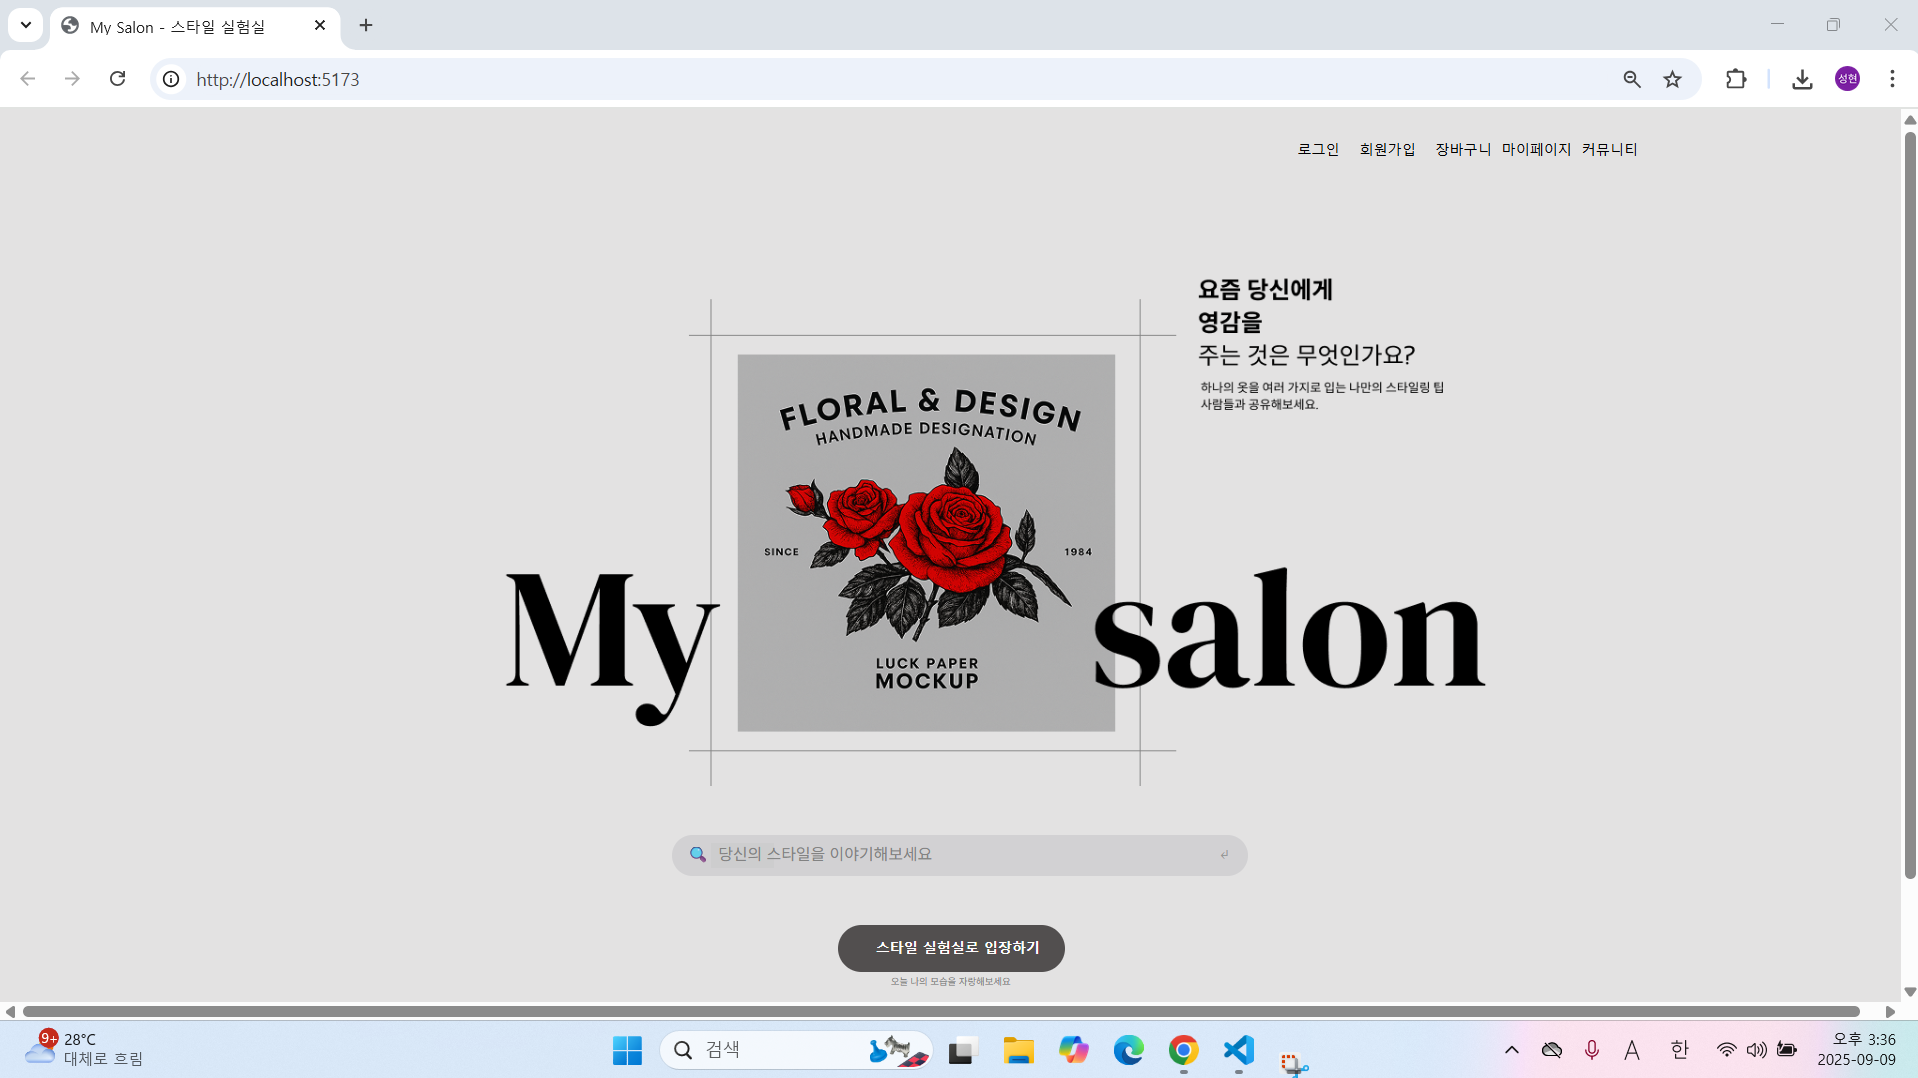 My Salon - 스타일 실험실
http://localhost:5173
성현
로그인 회원가입 장바구니 마이페이지 커뮤니티
요즘 당신에게
영감을
주는 것은 무엇인가요?
하나의 옷을 여러 가지로 입는 나만의 스타일링 팁
사람들과 공유해보세요.
FLORAL & DESIGN
HANDMADE DESIGNATION
SINCE 1984
My salon
LUCK PAPER
MOCKUP
당신의 스타일을 이야기해보세요
스타일 실험실로 입장하기
오늘 나의 모습을 자랑해보세요
9+
28°C
대체로 흐림
검색
A 한
오후 3:36
2025-09-09